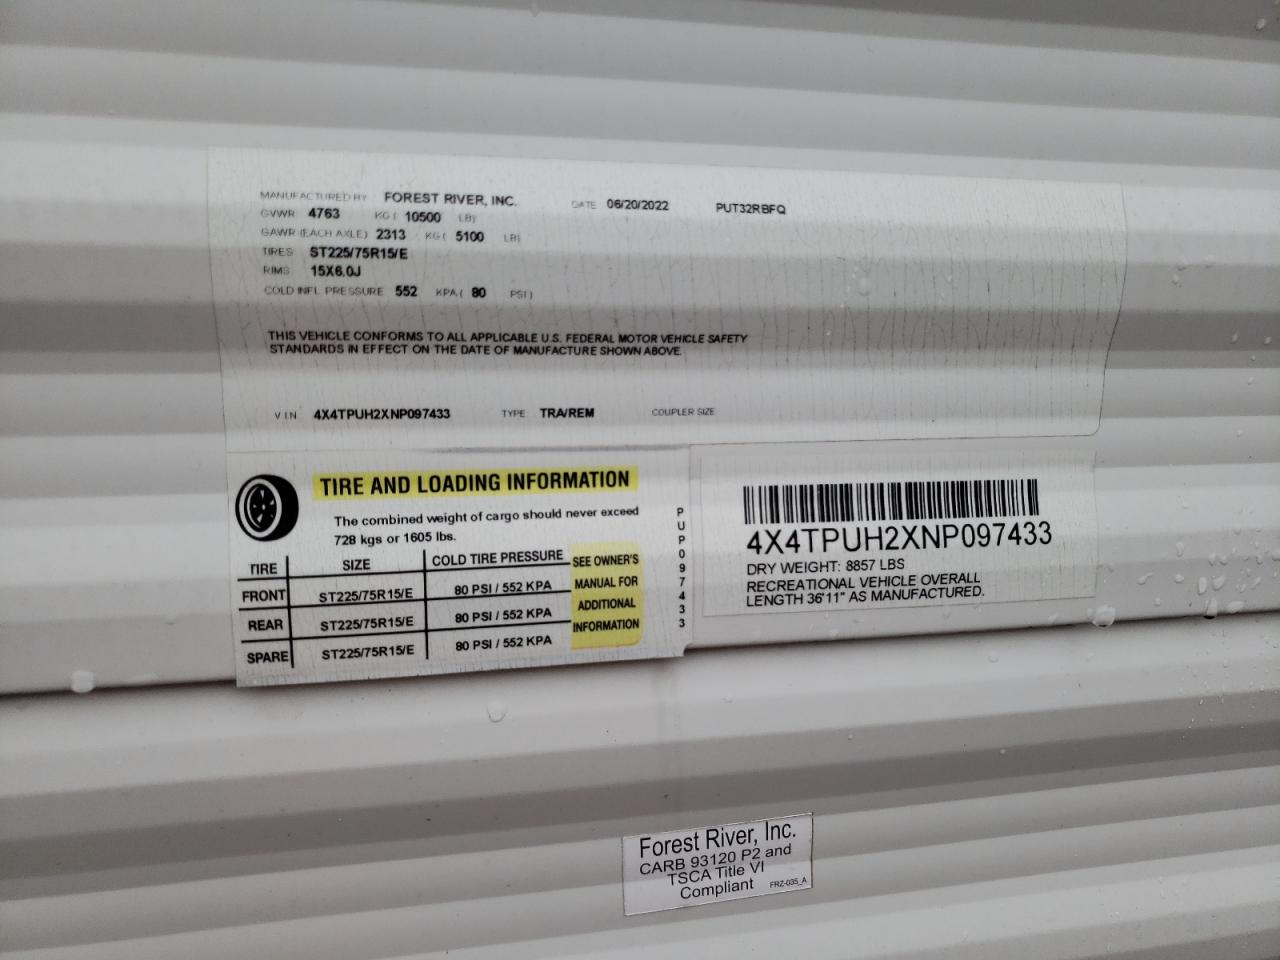 MANUFACTURED BY FOREST RIVER, INC. DATE 06/20/2022 PUT32RBFQ
GVWR 4763 KG ( 10500 LB)
GAWR (EACH AXLE) 2313 KG ( 5100 LB)
TIRES ST225/75R15/E
RIMS 15X6.0J
COLD INFL. PRESSURE 552 KPA ( 80 PSI )
THIS VEHICLE CONFORMS TO ALL APPLICABLE U.S. FEDERAL MOTOR VEHICLE SAFETY
STANDARDS IN EFFECT ON THE DATE OF MANUFACTURE SHOWN ABOVE.
V I N 4X4TPUH2XNP097433 TYPE TRA/REM COUPLER SIZE
TIRE AND LOADING INFORMATION
The combined weight of cargo should never exceed
728 kgs or 1605 lbs.
TIRE SIZE COLD TIRE PRESSURE
FRONT ST225/75R15/E 80 PSI / 552 KPA
REAR ST225/75R15/E 80 PSI / 552 KPA
SPARE ST225/75R15/E 80 PSI / 552 KPA
SEE OWNER'S
MANUAL FOR
ADDITIONAL
INFORMATION
PUP097433
4X4TPUH2XNP097433
DRY WEIGHT: 8857 LBS
RECREATIONAL VEHICLE OVERALL
LENGTH 36'11" AS MANUFACTURED.
Forest River, Inc.
CARB 93120 P2 and
TSCA Title VI
Compliant FRZ-035_A